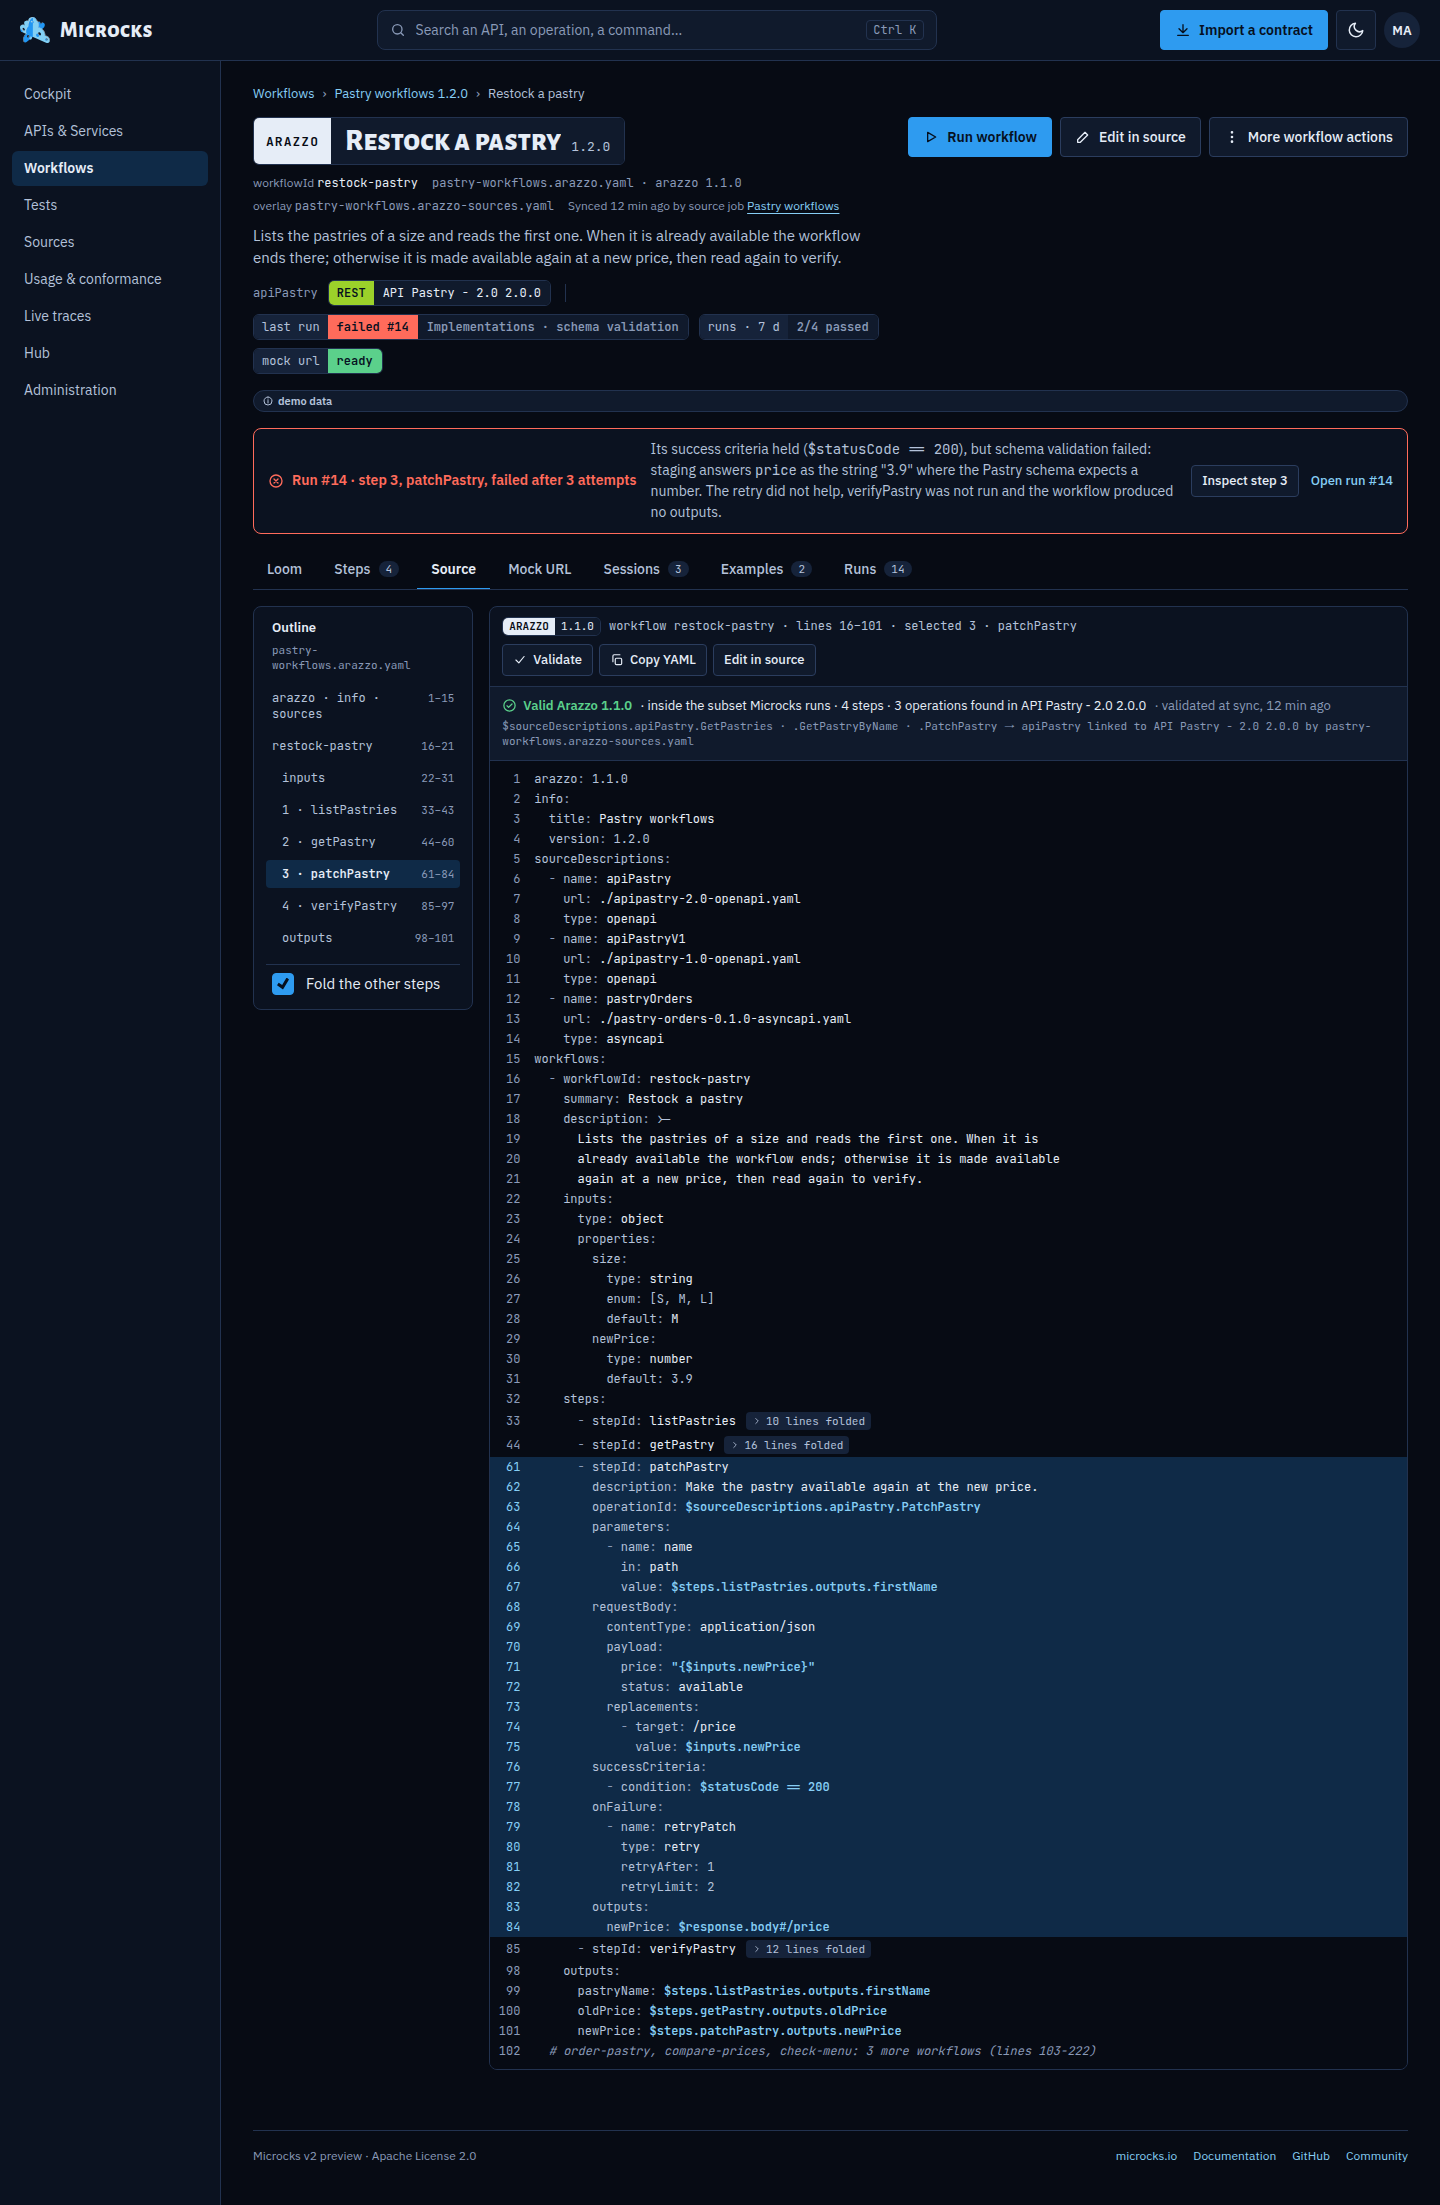 Microcks
Search an API, an operation, a command...
Ctrl K
Import a contract
MA
Cockpit
APIs & Services
Workflows
Tests
Sources
Usage & conformance
Live traces
Hub
Administration
Workflows › Pastry workflows 1.2.0 › Restock a pastry
ARAZZO Restock a pastry 1.2.0
Run workflow
Edit in source
More workflow actions
workflowId restock-pastry pastry-workflows.arazzo.yaml · arazzo 1.1.0
overlay pastry-workflows.arazzo-sources.yaml Synced 12 min ago by source job Pastry workflows
Lists the pastries of a size and reads the first one. When it is already available the workflow
ends there; otherwise it is made available again at a new price, then read again to verify.
apiPastry REST API Pastry - 2.0 2.0.0
last run failed #14 Implementations · schema validation runs · 7 d 2/4 passed
mock url ready
demo data
Run #14 · step 3, patchPastry, failed after 3 attempts
Its success criteria held ($statusCode == 200), but schema validation failed:
staging answers price as the string "3.9" where the Pastry schema expects a
number. The retry did not help, verifyPastry was not run and the workflow produced
no outputs.
Inspect step 3
Open run #14
Loom
Steps 4
Source
Mock URL
Sessions 3
Examples 2
Runs 14
Outline
pastry-
workflows.arazzo.yaml
arazzo · info · 1–15
sources
restock-pastry 16–21
inputs 22–31
1 · listPastries 33–43
2 · getPastry 44–60
3 · patchPastry 61–84
4 · verifyPastry 85–97
outputs 98–101
Fold the other steps
ARAZZO 1.1.0 workflow restock-pastry · lines 16–101 · selected 3 · patchPastry
Validate
Copy YAML
Edit in source
Valid Arazzo 1.1.0 · inside the subset Microcks runs · 4 steps · 3 operations found in API Pastry - 2.0 2.0.0 · validated at sync, 12 min ago
$sourceDescriptions.apiPastry.GetPastries · .GetPastryByName · .PatchPastry → apiPastry linked to API Pastry - 2.0 2.0.0 by pastry-
workflows.arazzo-sources.yaml
1 arazzo: 1.1.0
2 info:
3 title: Pastry workflows
4 version: 1.2.0
5 sourceDescriptions:
6 - name: apiPastry
7 url: ./apipastry-2.0-openapi.yaml
8 type: openapi
9 - name: apiPastryV1
10 url: ./apipastry-1.0-openapi.yaml
11 type: openapi
12 - name: pastryOrders
13 url: ./pastry-orders-0.1.0-asyncapi.yaml
14 type: asyncapi
15 workflows:
16 - workflowId: restock-pastry
17 summary: Restock a pastry
18 description: >-
19 Lists the pastries of a size and reads the first one. When it is
20 already available the workflow ends; otherwise it is made available
21 again at a new price, then read again to verify.
22 inputs:
23 type: object
24 properties:
25 size:
26 type: string
27 enum: [S, M, L]
28 default: M
29 newPrice:
30 type: number
31 default: 3.9
32 steps:
33 - stepId: listPastries › 10 lines folded
44 - stepId: getPastry › 16 lines folded
61 - stepId: patchPastry
62 description: Make the pastry available again at the new price.
63 operationId: $sourceDescriptions.apiPastry.PatchPastry
64 parameters:
65 - name: name
66 in: path
67 value: $steps.listPastries.outputs.firstName
68 requestBody:
69 contentType: application/json
70 payload:
71 price: "{$inputs.newPrice}"
72 status: available
73 replacements:
74 - target: /price
75 value: $inputs.newPrice
76 successCriteria:
77 - condition: $statusCode == 200
78 onFailure:
79 - name: retryPatch
80 type: retry
81 retryAfter: 1
82 retryLimit: 2
83 outputs:
84 newPrice: $response.body#/price
85 - stepId: verifyPastry › 12 lines folded
98 outputs:
99 pastryName: $steps.listPastries.outputs.firstName
100 oldPrice: $steps.getPastry.outputs.oldPrice
101 newPrice: $steps.patchPastry.outputs.newPrice
102 # order-pastry, compare-prices, check-menu: 3 more workflows (lines 103-222)
Microcks v2 preview · Apache License 2.0
microcks.io
Documentation
GitHub
Community